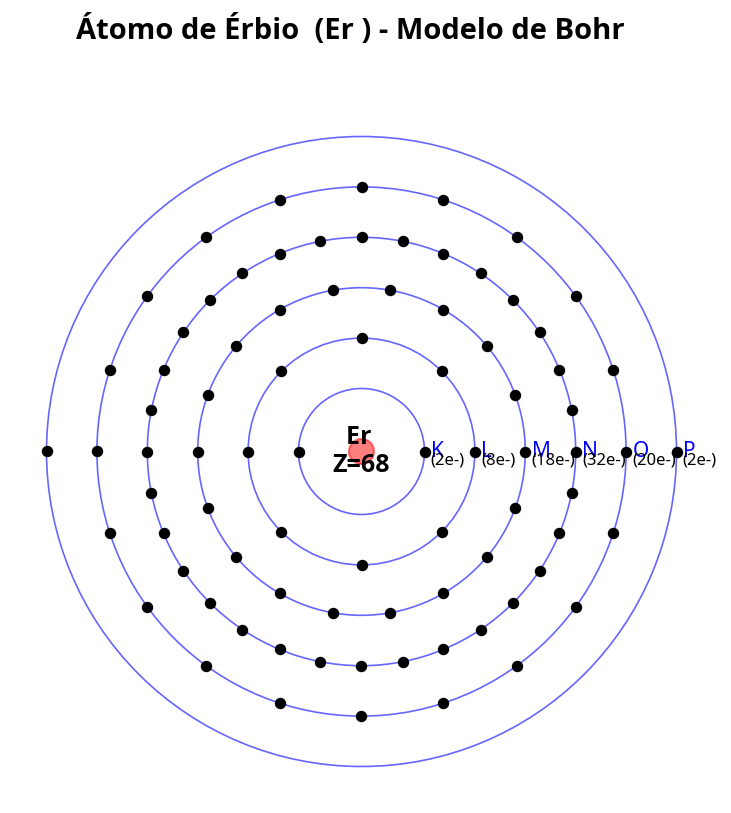 Átomo de Érbio  (Er ) - Modelo de Bohr
Er
Z=68
K
(2e-)
L
(8e-)
M
(18e-)
N
(32e-)
O
(20e-)
P
(2e-)